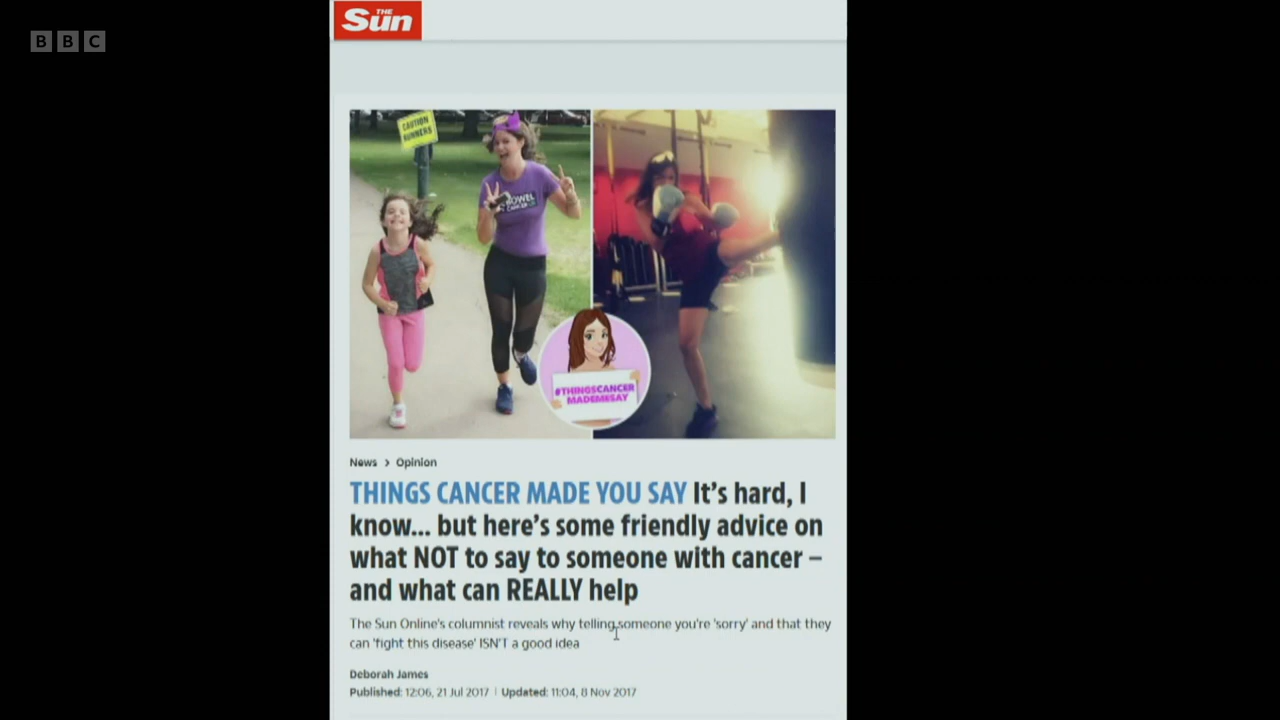 BBC
THE
Sun
CAUTION
RUNNERS
BOWEL
CANCER UK
#THINGSCANCER
MADEMESAY
News > Opinion
THINGS CANCER MADE YOU SAY It's hard, I
know... but here's some friendly advice on
what NOT to say to someone with cancer –
and what can REALLY help
The Sun Online's columnist reveals why telling someone you're 'sorry' and that they
can 'fight this disease' ISN'T a good idea
Deborah James
Published: 12:06, 21 Jul 2017 | Updated: 11:04, 8 Nov 2017